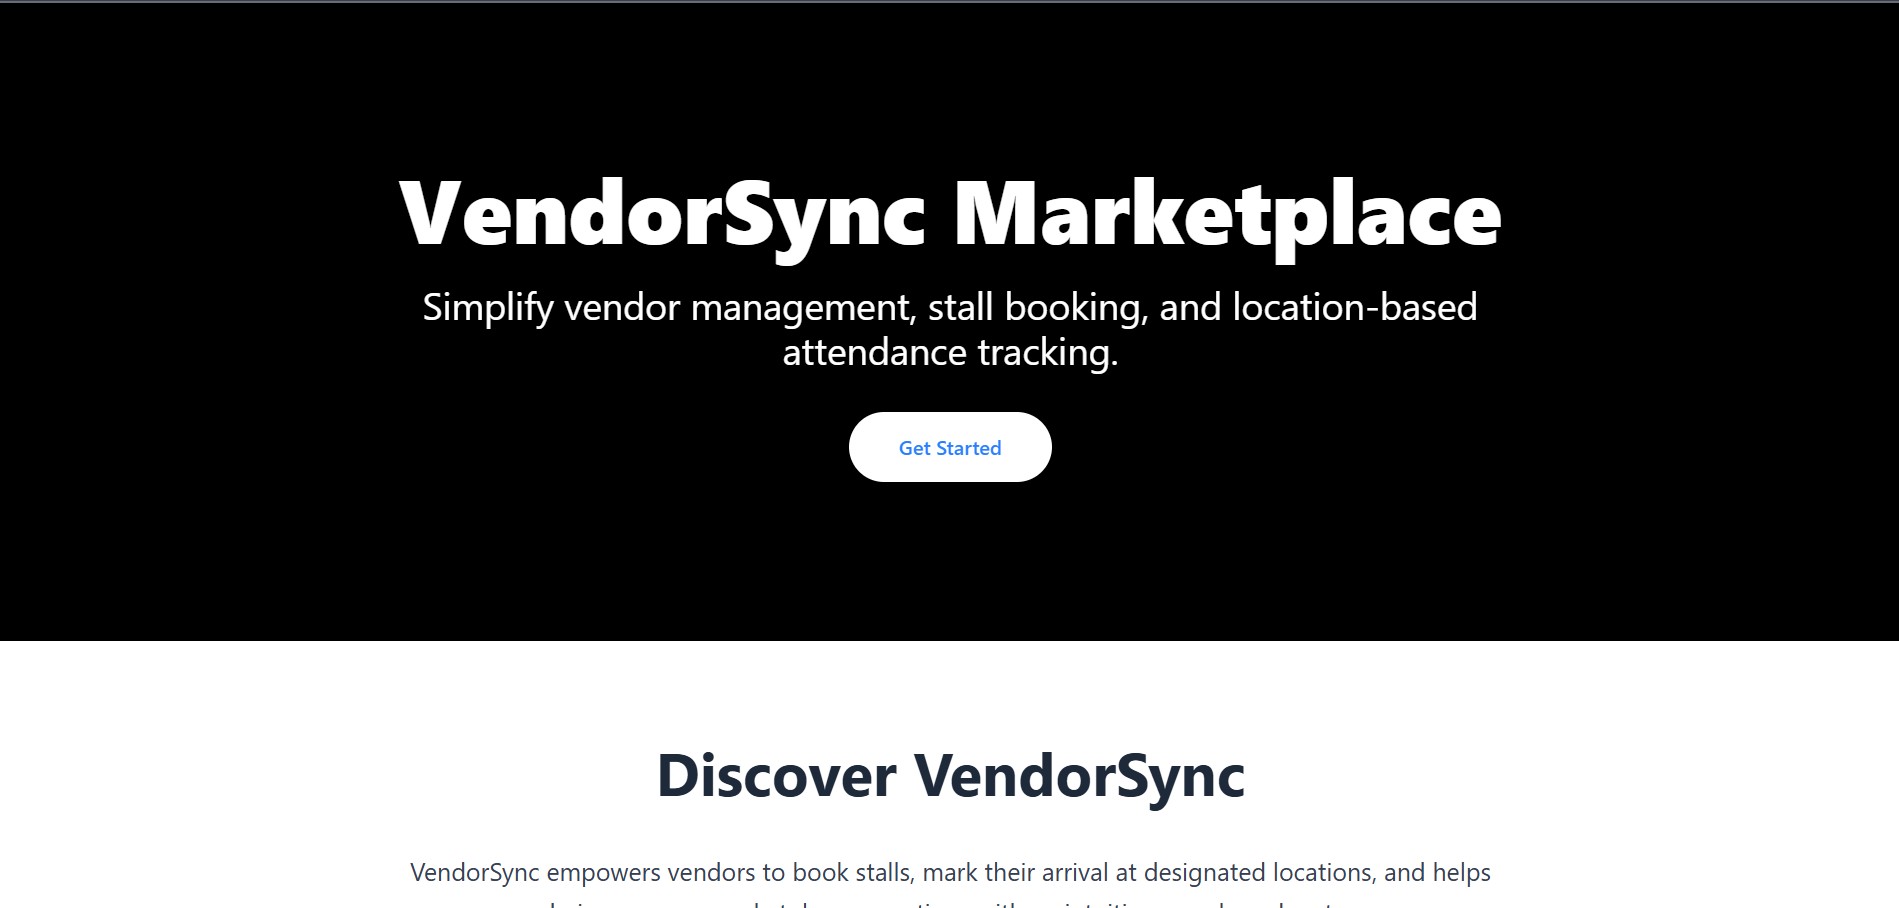 VendorSync Marketplace
Simplify vendor management, stall booking, and location-based
attendance tracking.
Get Started
Discover VendorSync
VendorSync empowers vendors to book stalls, mark their arrival at designated locations, and helps